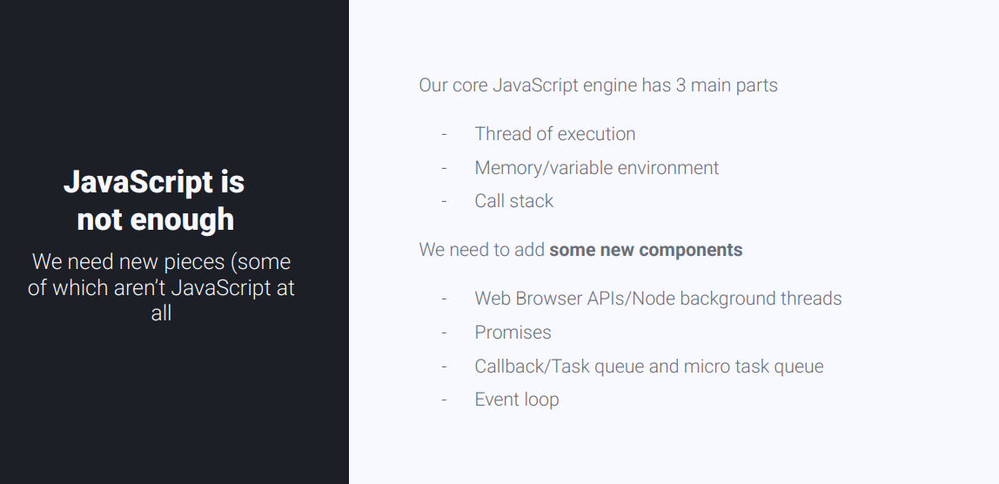 JavaScript is
not enough
We need new pieces (some
of which aren’t JavaScript at
all
Our core JavaScript engine has 3 main parts
- Thread of execution
- Memory/variable environment
- Call stack
We need to add some new components
- Web Browser APIs/Node background threads
- Promises
- Callback/Task queue and micro task queue
- Event loop